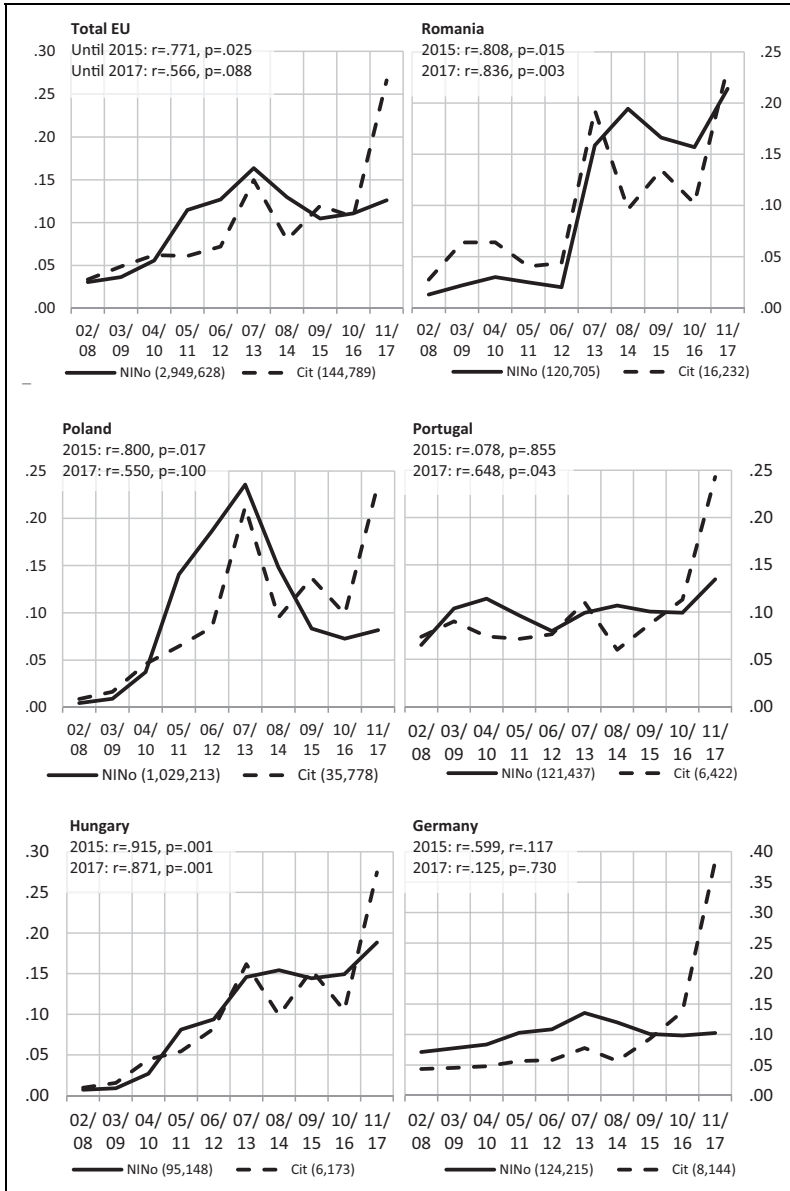 Total EU
Until 2015: r=.771, p=.025
Until 2017: r=.566, p=.088
.30
.25
.20
.15
.10
.05
.00
02/ 03/ 04/ 05/ 06/ 07/ 08/ 09/ 10/ 11/
08 09 10 11 12 13 14 15 16 17
NINo (2,949,628) Cit (144,789)
Romania
2015: r=.808, p=.015
2017: r=.836, p=.003
.25
.20
.15
.10
.05
.00
02/ 03/ 04/ 05/ 06/ 07/ 08/ 09/ 10/ 11/
08 09 10 11 12 13 14 15 16 17
NINo (120,705) Cit (16,232)
Poland
2015: r=.800, p=.017
2017: r=.550, p=.100
.25
.20
.15
.10
.05
.00
02/ 03/ 04/ 05/ 06/ 07/ 08/ 09/ 10/ 11/
08 09 10 11 12 13 14 15 16 17
NINo (1,029,213) Cit (35,778)
Portugal
2015: r=.078, p=.855
2017: r=.648, p=.043
.25
.20
.15
.10
.05
.00
02/ 03/ 04/ 05/ 06/ 07/ 08/ 09/ 10/ 11/
08 09 10 11 12 13 14 15 16 17
NINo (121,437) Cit (6,422)
Hungary
2015: r=.915, p=.001
2017: r=.871, p=.001
.30
.25
.20
.15
.10
.05
.00
02/ 03/ 04/ 05/ 06/ 07/ 08/ 09/ 10/ 11/
08 09 10 11 12 13 14 15 16 17
NINo (95,148) Cit (6,173)
Germany
2015: r=.599, r=.117
2017: r=.125, p=.730
.40
.35
.30
.25
.20
.15
.10
.05
.00
02/ 03/ 04/ 05/ 06/ 07/ 08/ 09/ 10/ 11/
08 09 10 11 12 13 14 15 16 17
NINo (124,215) Cit (8,144)